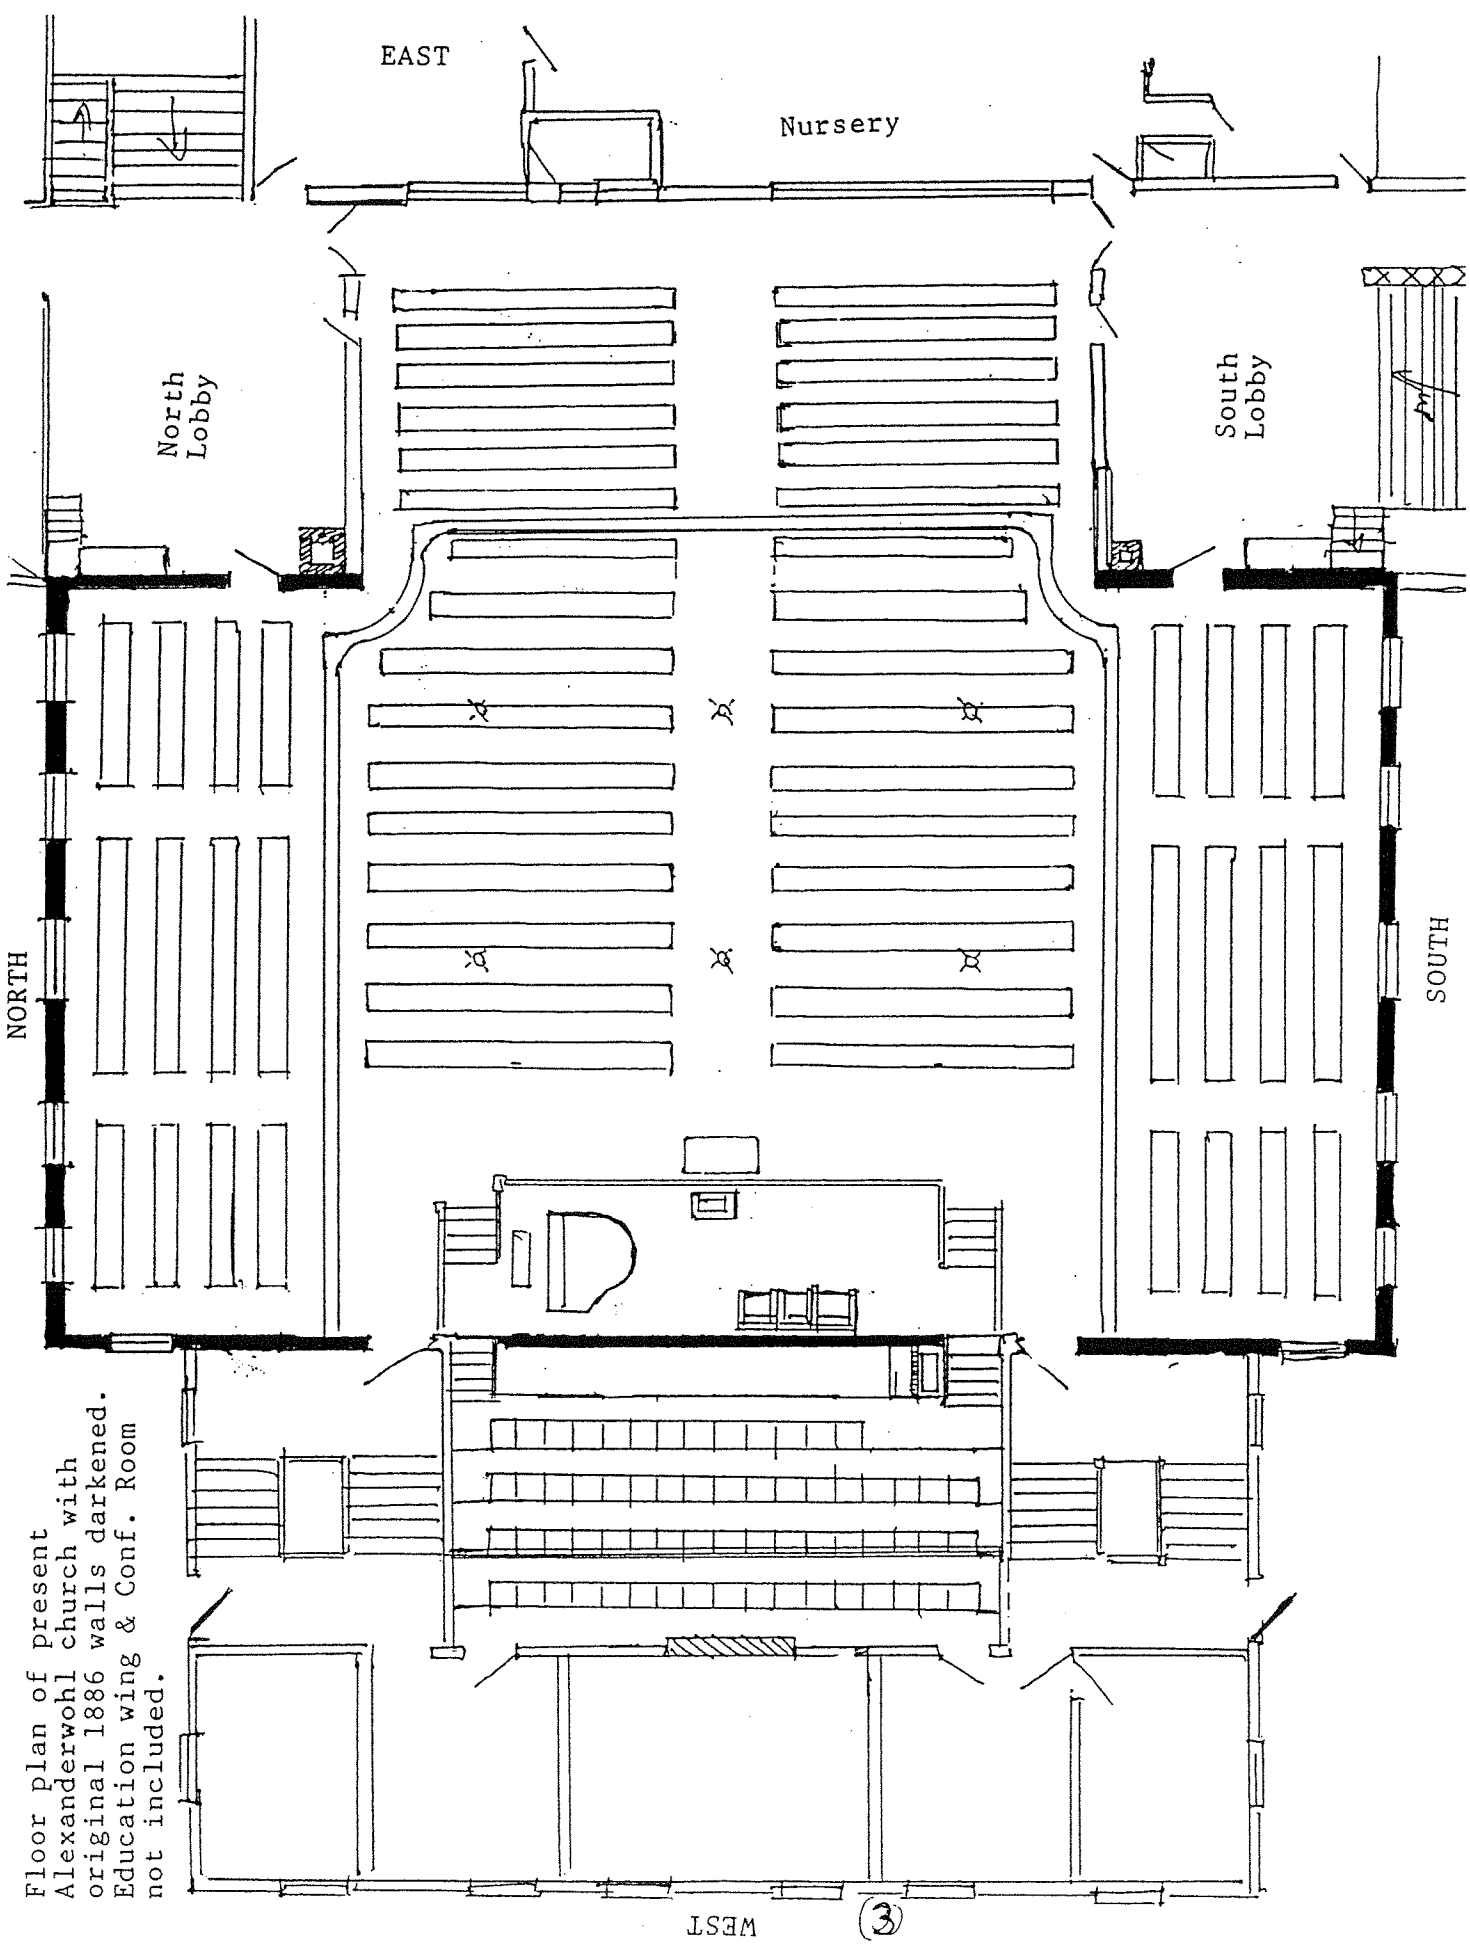 EAST
Nursery
North
Lobby
South
Lobby
NORTH
SOUTH
Floor plan of present
Alexanderwohl church with
original 1886 walls darkened.
Education wing & Conf. Room
not included.
WEST
(3)